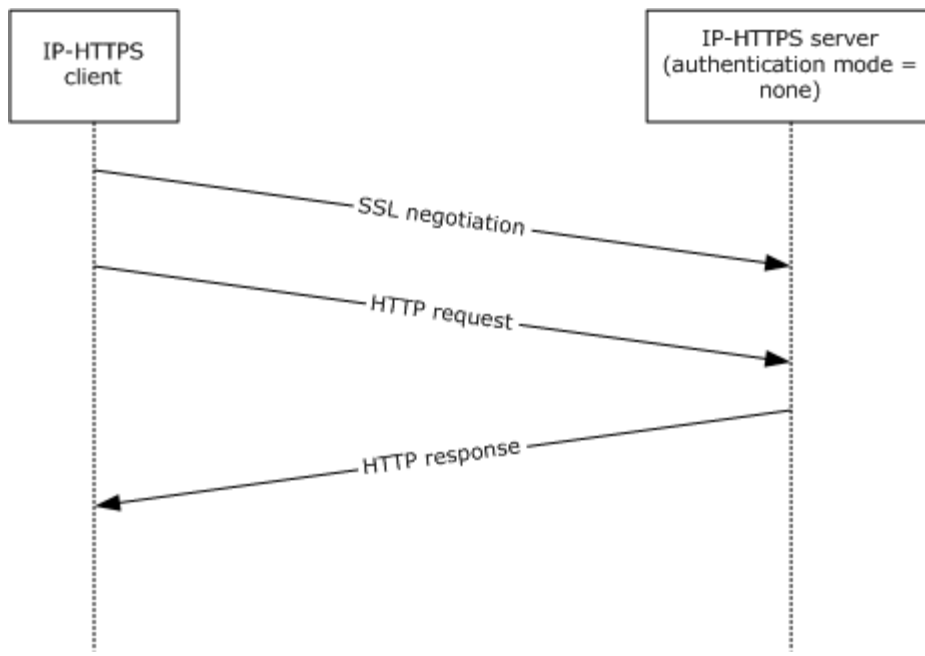 IP-HTTPS
client
IP-HTTPS server
(authentication mode =
none)
SSL negotiation
HTTP request
HTTP response